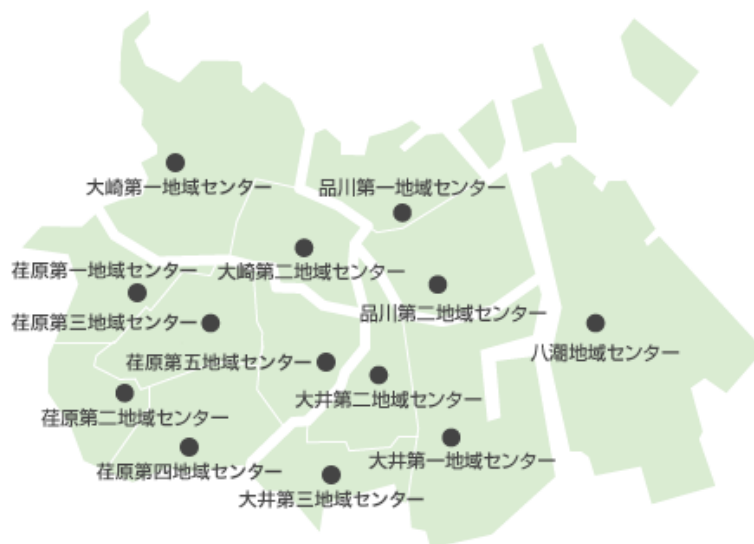 大崎第一地域センター
品川第一地域センター
荏原第一地域センター
大崎第二地域センター
品川第二地域センター
荏原第三地域センター
八潮地域センター
荏原第五地域センター
大井第二地域センター
荏原第二地域センター
大井第一地域センター
荏原第四地域センター
大井第三地域センター